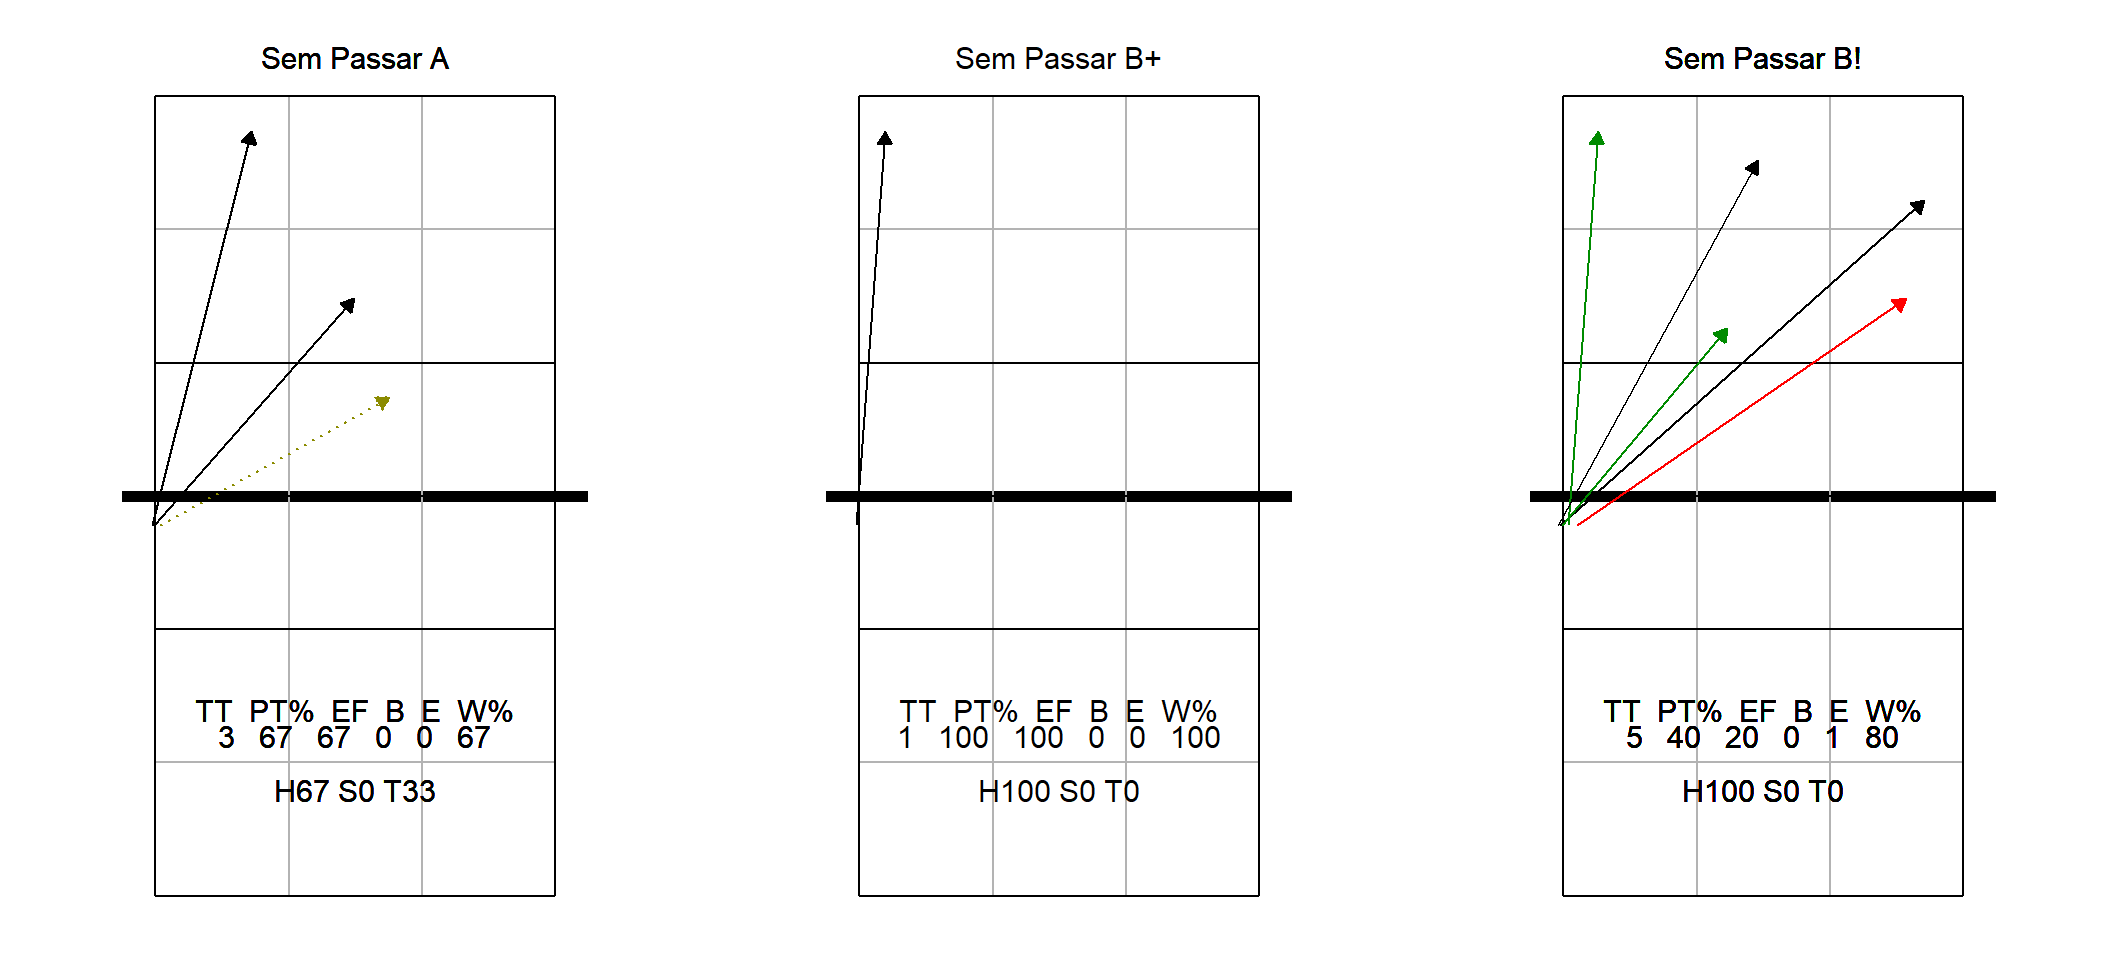 Sem Passar A
TT PT% EF B E W%
3 67 67 0 0 67
H67 S0 T33
Sem Passar B+
TT PT% EF B E W%
1 100 100 0 0 100
H100 S0 T0
Sem Passar B!
TT PT% EF B E W%
5 40 20 0 1 80
H100 S0 T0